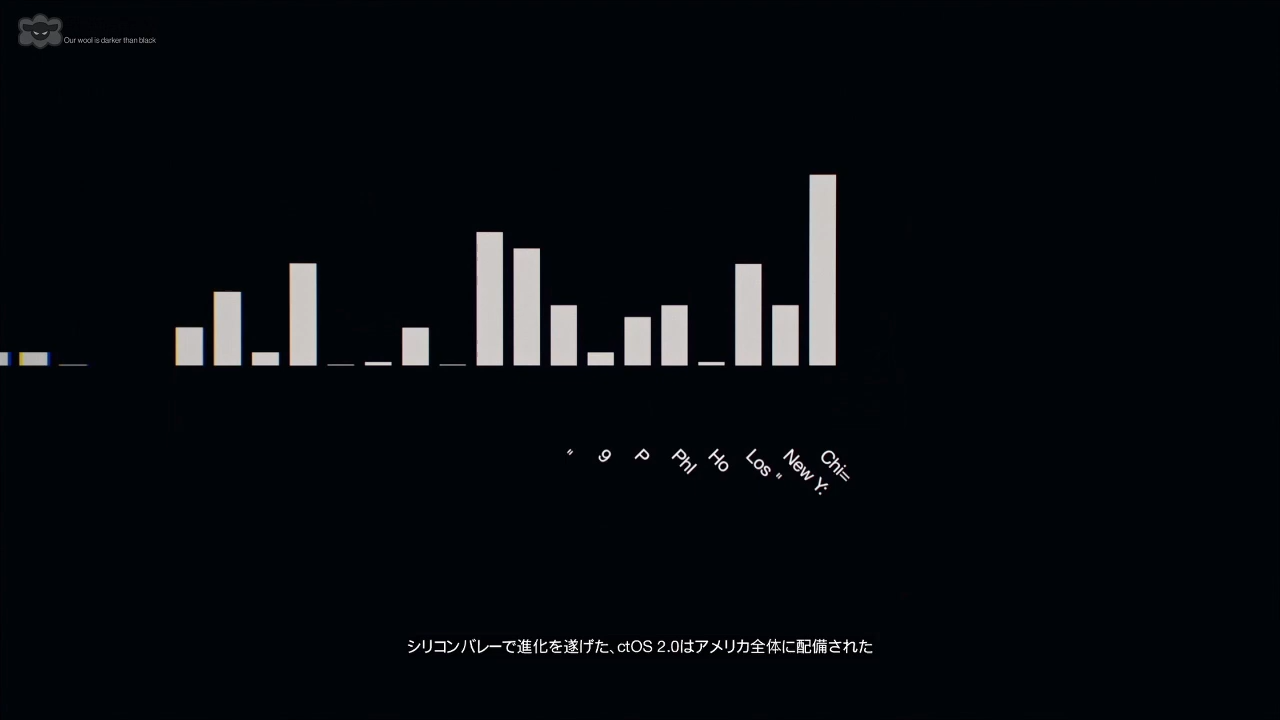 Our wool is darker than black
" 9 P Phl Ho Los " New Y: Chi=
シリコンバレーで進化を遂げた、ctOS 2.0はアメリカ全体に配備された